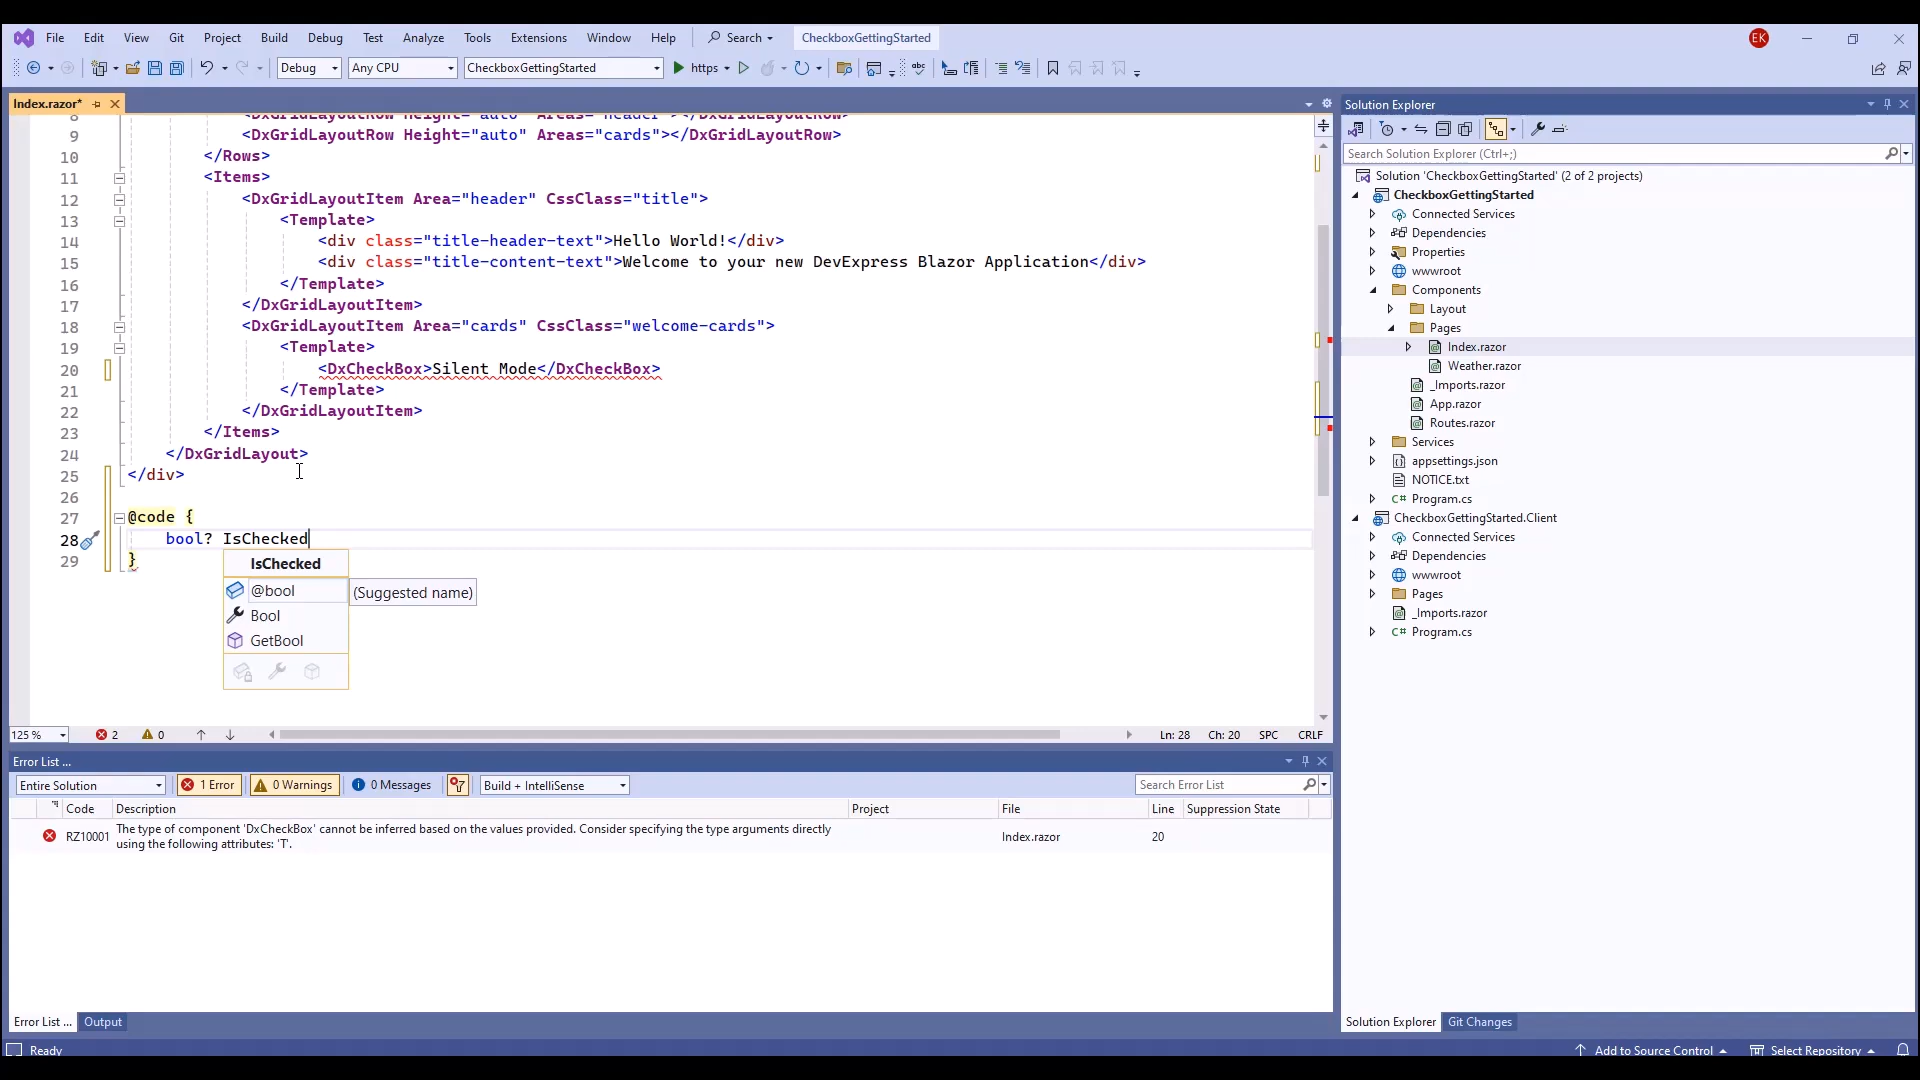 File Edit View Git Project Build Debug Test Analyze Tools Extensions Window Help Search CheckboxGettingStarted EK
Debug Any CPU CheckboxGettingStarted https
Index.razor*
8 <DxGridLayoutRow Height="auto" Areas="header"></DxGridLayoutRow>
9 <DxGridLayoutRow Height="auto" Areas="cards"></DxGridLayoutRow>
10 </Rows>
11 <Items>
12 <DxGridLayoutItem Area="header" CssClass="title">
13 <Template>
14 <div class="title-header-text">Hello World!</div>
15 <div class="title-content-text">Welcome to your new DevExpress Blazor Application</div>
16 </Template>
17 </DxGridLayoutItem>
18 <DxGridLayoutItem Area="cards" CssClass="welcome-cards">
19 <Template>
20 <DxCheckBox>Silent Mode</DxCheckBox>
21 </Template>
22 </DxGridLayoutItem>
23 </Items>
24 </DxGridLayout>
25 </div>
26
27 @code {
28 bool? IsChecked
29 }
IsChecked
@bool (Suggested name)
Bool
GetBool
125 % 2 0 Ln: 28 Ch: 20 SPC CRLF
Error List ...
Entire Solution 1 Error 0 Warnings 0 Messages Build + IntelliSense Search Error List
Code Description Project File Line Suppression State
RZ10001 The type of component 'DxCheckBox' cannot be inferred based on the values provided. Consider specifying the type arguments directly Index.razor 20
using the following attributes: 'T'.
Error List ... Output
Solution Explorer
Search Solution Explorer (Ctrl+;)
Solution 'CheckboxGettingStarted' (2 of 2 projects)
CheckboxGettingStarted
Connected Services
Dependencies
Properties
wwwroot
Components
Layout
Pages
Index.razor
Weather.razor
_Imports.razor
App.razor
Routes.razor
Services
appsettings.json
NOTICE.txt
C# Program.cs
CheckboxGettingStarted.Client
Connected Services
Dependencies
wwwroot
Pages
_Imports.razor
C# Program.cs
Solution Explorer Git Changes
Ready Add to Source Control Select Repository